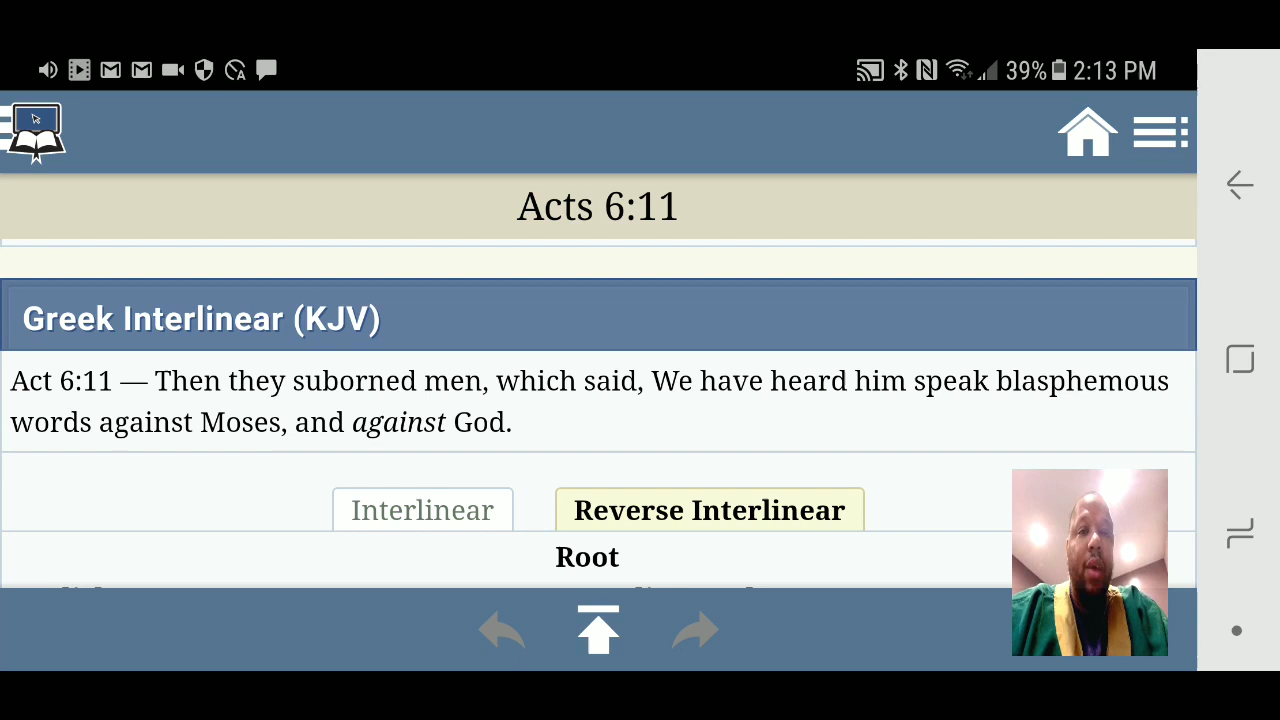 39% 2:13 PM
Acts 6:11
Greek Interlinear (KJV)
Act 6:11 — Then they suborned men, which said, We have heard him speak blasphemous
words against Moses, and against God.
Interlinear Reverse Interlinear
Root